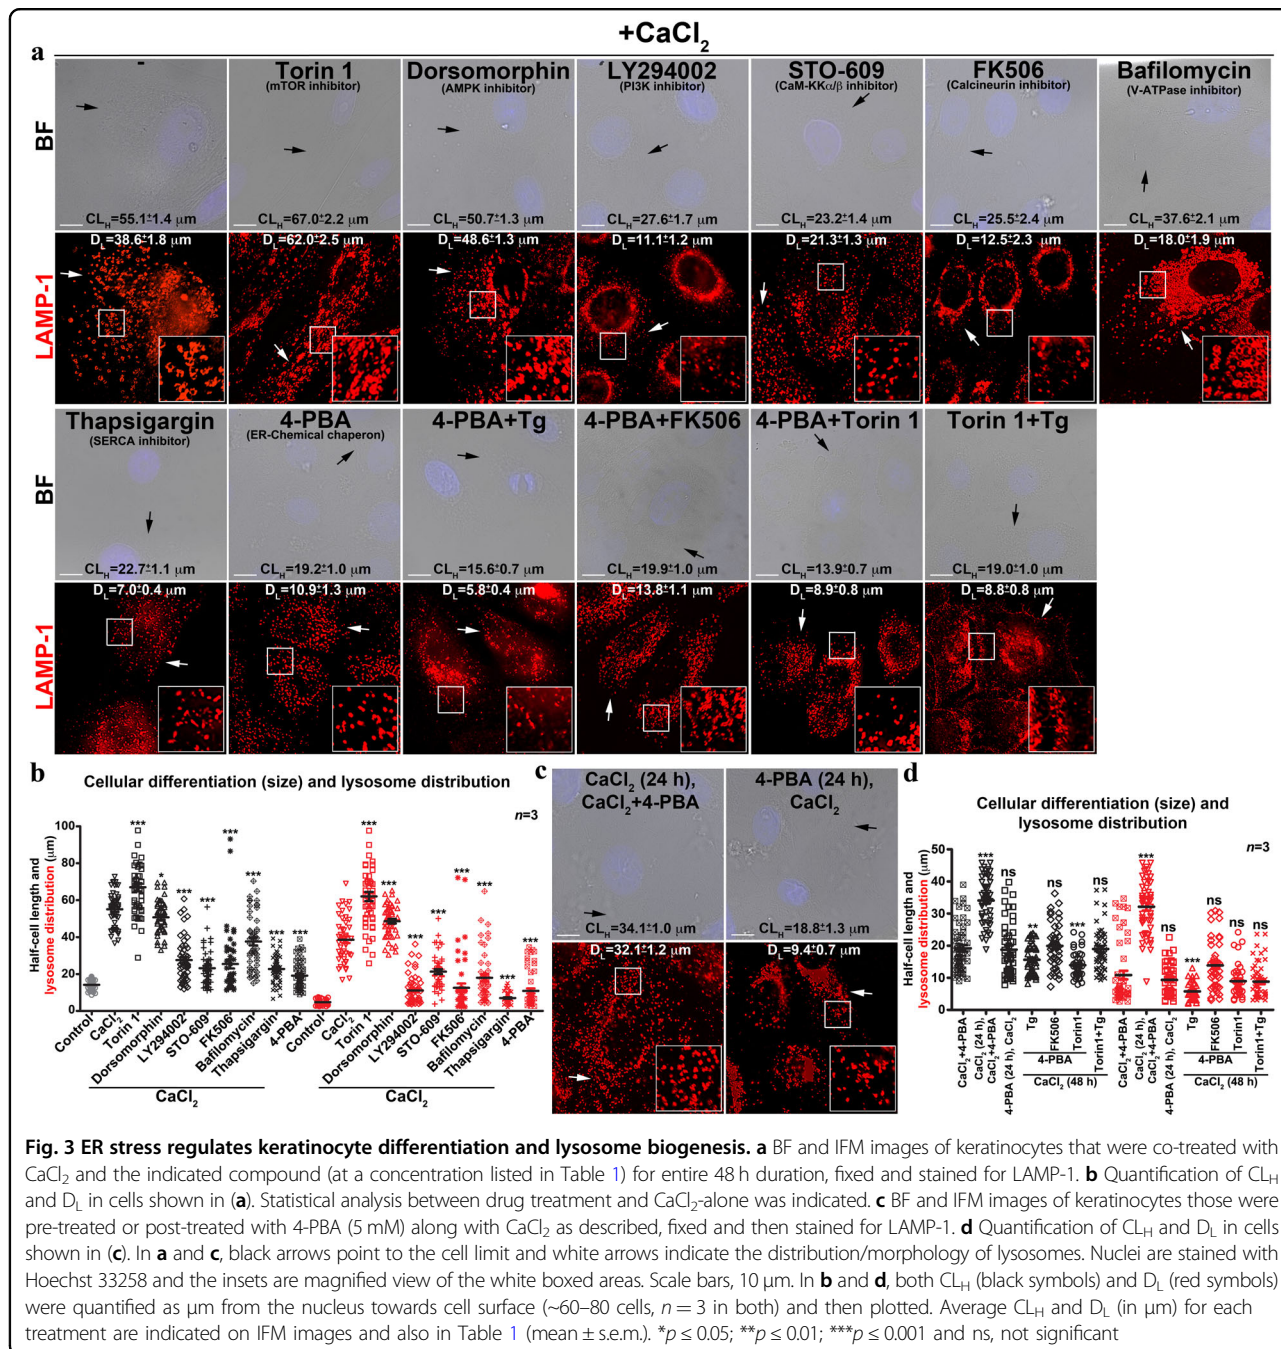 +CaCl2
a
-
Torin 1
(mTOR inhibitor)
Dorsomorphin
(AMPK inhibitor)
LY294002
(PI3K inhibitor)
STO-609
(CaM-KKα/β inhibitor)
FK506
(Calcineurin inhibitor)
Bafilomycin
(V-ATPase inhibitor)
BF
CLH=55.1±1.4 μm
CLH=67.0±2.2 μm
CLH=50.7±1.3 μm
CLH=27.6±1.7 μm
CLH=23.2±1.4 μm
CLH=25.5±2.4 μm
CLH=37.6±2.1 μm
LAMP-1
DL=38.6±1.8 μm
DL=62.0±2.5 μm
DL=48.6±1.3 μm
DL=11.1±1.2 μm
DL=21.3±1.3 μm
DL=12.5±2.3 μm
DL=18.0±1.9 μm
Thapsigargin
(SERCA inhibitor)
4-PBA
(ER-Chemical chaperon)
4-PBA+Tg
4-PBA+FK506
4-PBA+Torin 1
Torin 1+Tg
BF
CLH=22.7±1.1 μm
CLH=19.2±1.0 μm
CLH=15.6±0.7 μm
CLH=19.9±1.0 μm
CLH=13.9±0.7 μm
CLH=19.0±1.0 μm
LAMP-1
DL=7.0±0.4 μm
DL=10.9±1.3 μm
DL=5.8±0.4 μm
DL=13.8±1.1 μm
DL=8.9±0.8 μm
DL=8.8±0.8 μm
b
Cellular differentiation (size) and lysosome distribution
n=3
Half-cell length and
lysosome distribution (μm)
100
80
60
40
20
0
***
*
***
***
***
***
***
***
***
***
***
***
***
***
***
***
Control
CaCl2
Torin 1
Dorsomorphin
LY294002
STO-609
FK506
Bafilomycin
Thapsigargin
4-PBA
Control
CaCl2
Torin 1
Dorsomorphin
LY294002
STO-609
FK506
Bafilomycin
Thapsigargin
4-PBA
CaCl2
CaCl2
c
CaCl2 (24 h),
CaCl2+4-PBA
4-PBA (24 h),
CaCl2
CLH=34.1±1.0 μm
CLH=18.8±1.3 μm
DL=32.1±1.2 μm
DL=9.4±0.7 μm
d
Cellular differentiation (size) and
lysosome distribution
n=3
Half-cell length and
lysosome distribution (μm)
50
40
30
20
10
0
***
ns
**
ns
***
ns
***
ns
***
ns
ns
ns
CaCl2+4-PBA
CaCl2 (24 h),
CaCl2+4-PBA
4-PBA (24 h), CaCl2
Tg
FK506
Torin1
Torin1+Tg
4-PBA
CaCl2 (48 h)
CaCl2+4-PBA
CaCl2 (24 h),
CaCl2+4-PBA
4-PBA (24 h), CaCl2
Tg
FK506
Torin1
Torin1+Tg
4-PBA
CaCl2 (48 h)
Fig. 3 ER stress regulates keratinocyte differentiation and lysosome biogenesis. a BF and IFM images of keratinocytes that were co-treated with
CaCl2 and the indicated compound (at a concentration listed in Table 1) for entire 48 h duration, fixed and stained for LAMP-1. b Quantification of CLH
and DL in cells shown in (a). Statistical analysis between drug treatment and CaCl2-alone was indicated. c BF and IFM images of keratinocytes those were
pre-treated or post-treated with 4-PBA (5 mM) along with CaCl2 as described, fixed and then stained for LAMP-1. d Quantification of CLH and DL in cells
shown in (c). In a and c, black arrows point to the cell limit and white arrows indicate the distribution/morphology of lysosomes. Nuclei are stained with
Hoechst 33258 and the insets are magnified view of the white boxed areas. Scale bars, 10 μm. In b and d, both CLH (black symbols) and DL (red symbols)
were quantified as μm from the nucleus towards cell surface (~60–80 cells, n = 3 in both) and then plotted. Average CLH and DL (in μm) for each
treatment are indicated on IFM images and also in Table 1 (mean ± s.e.m.). *p ≤ 0.05; **p ≤ 0.01; ***p ≤ 0.001 and ns, not significant